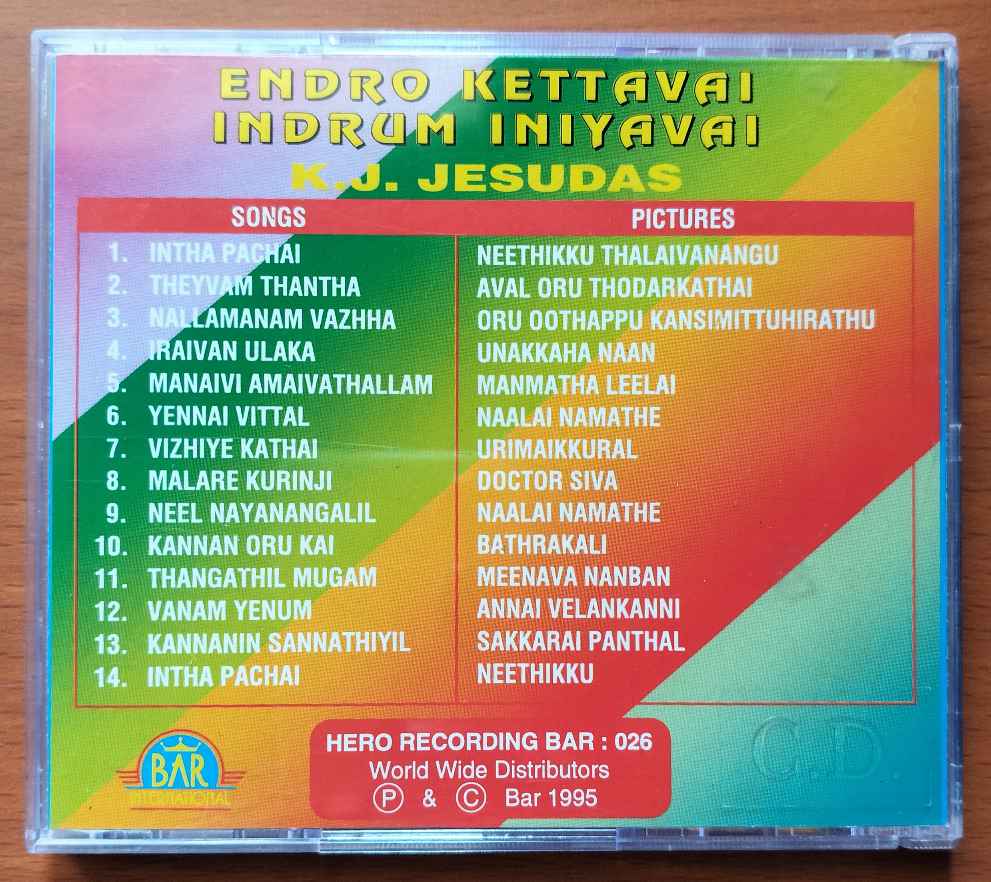 ENDRO KETTAVAI
INDRUM INIYAVAI
K.J. JESUDAS
SONGS PICTURES
1. INTHA PACHAI NEETHIKKU THALAIVANANGU
2. THEYVAM THANTHA AVAL ORU THODARKATHAI
3. NALLAMANAM VAZHHA ORU OOTHAPPU KANSIMITTUHIRATHU
4. IRAIVAN ULAKA UNAKKAHA NAAN
5. MANAIVI AMAIVATHALLAM MANMATHA LEELAI
6. YENNAI VITTAL NAALAI NAMATHE
7. VIZHIYE KATHAI URIMAIKKURAL
8. MALARE KURINJI DOCTOR SIVA
9. NEEL NAYANANGALIL NAALAI NAMATHE
10. KANNAN ORU KAI BATHRAKALI
11. THANGATHIL MUGAM MEENAVA NANBAN
12. VANAM YENUM ANNAI VELANKANNI
13. KANNANIN SANNATHIYIL SAKKARAI PANTHAL
14. INTHA PACHAI NEETHIKKU
HERO RECORDING BAR : 026
World Wide Distributors
Ⓟ & Ⓒ Bar 1995
BAR
INTERNATIONAL
C.D.